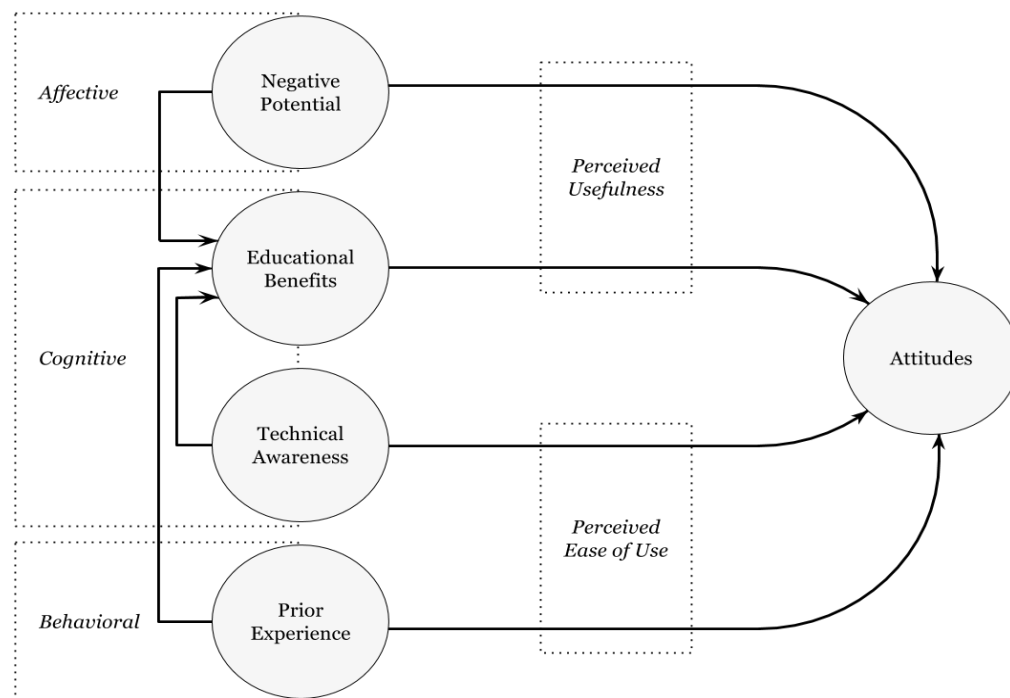 Affective
Negative
Potential
Perceived
Usefulness
Educational
Benefits
Cognitive
Attitudes
Technical
Awareness
Perceived
Ease of Use
Behavioral
Prior
Experience